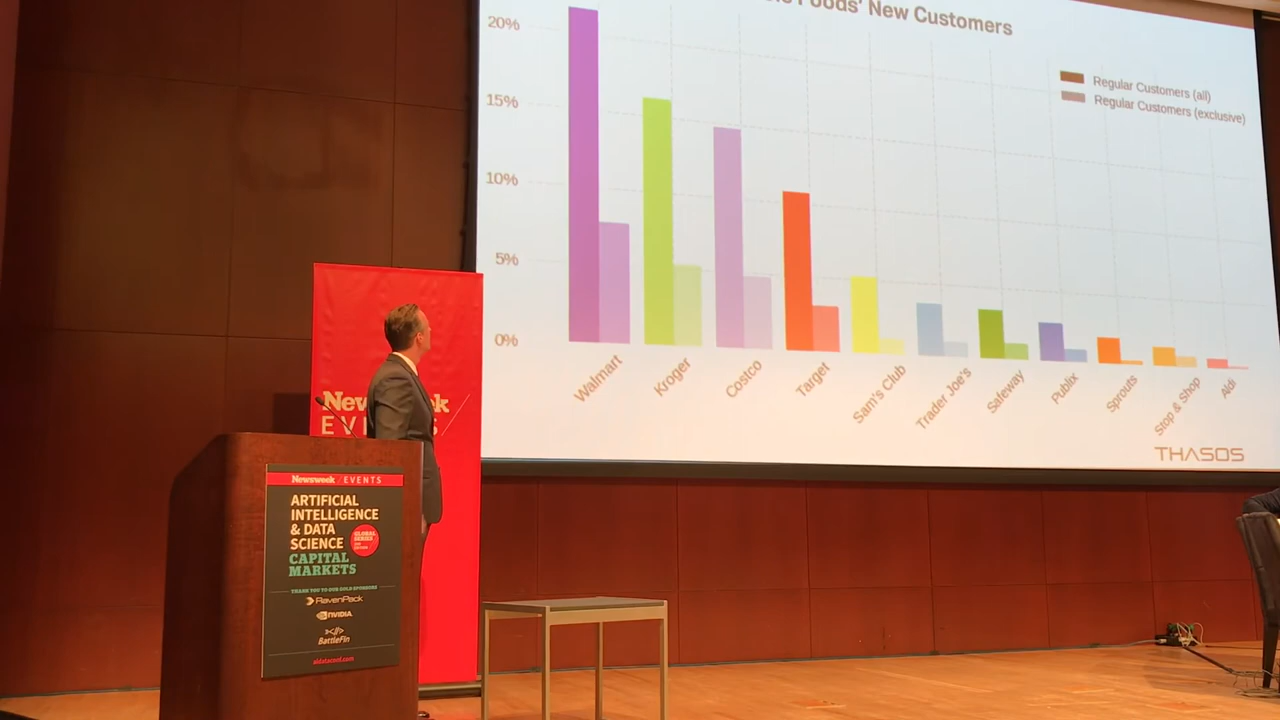 Foods' New Customers
20%
15%
10%
5%
0%
Regular Customers (all)
Regular Customers (exclusive)
Walmart
Kroger
Costco
Target
Sam's Club
Trader Joe's
Safeway
Publix
Sprouts
Stop & Shop
Aldi
THASOS
Newsweek / EVENTS
ARTIFICIAL
INTELLIGENCE
& DATA
SCIENCE
GLOBAL
SERIES
CAPITAL
MARKETS
THANK YOU TO OUR GOLD SPONSORS
RavenPack
NVIDIA
BattleFin
aidataconf.com